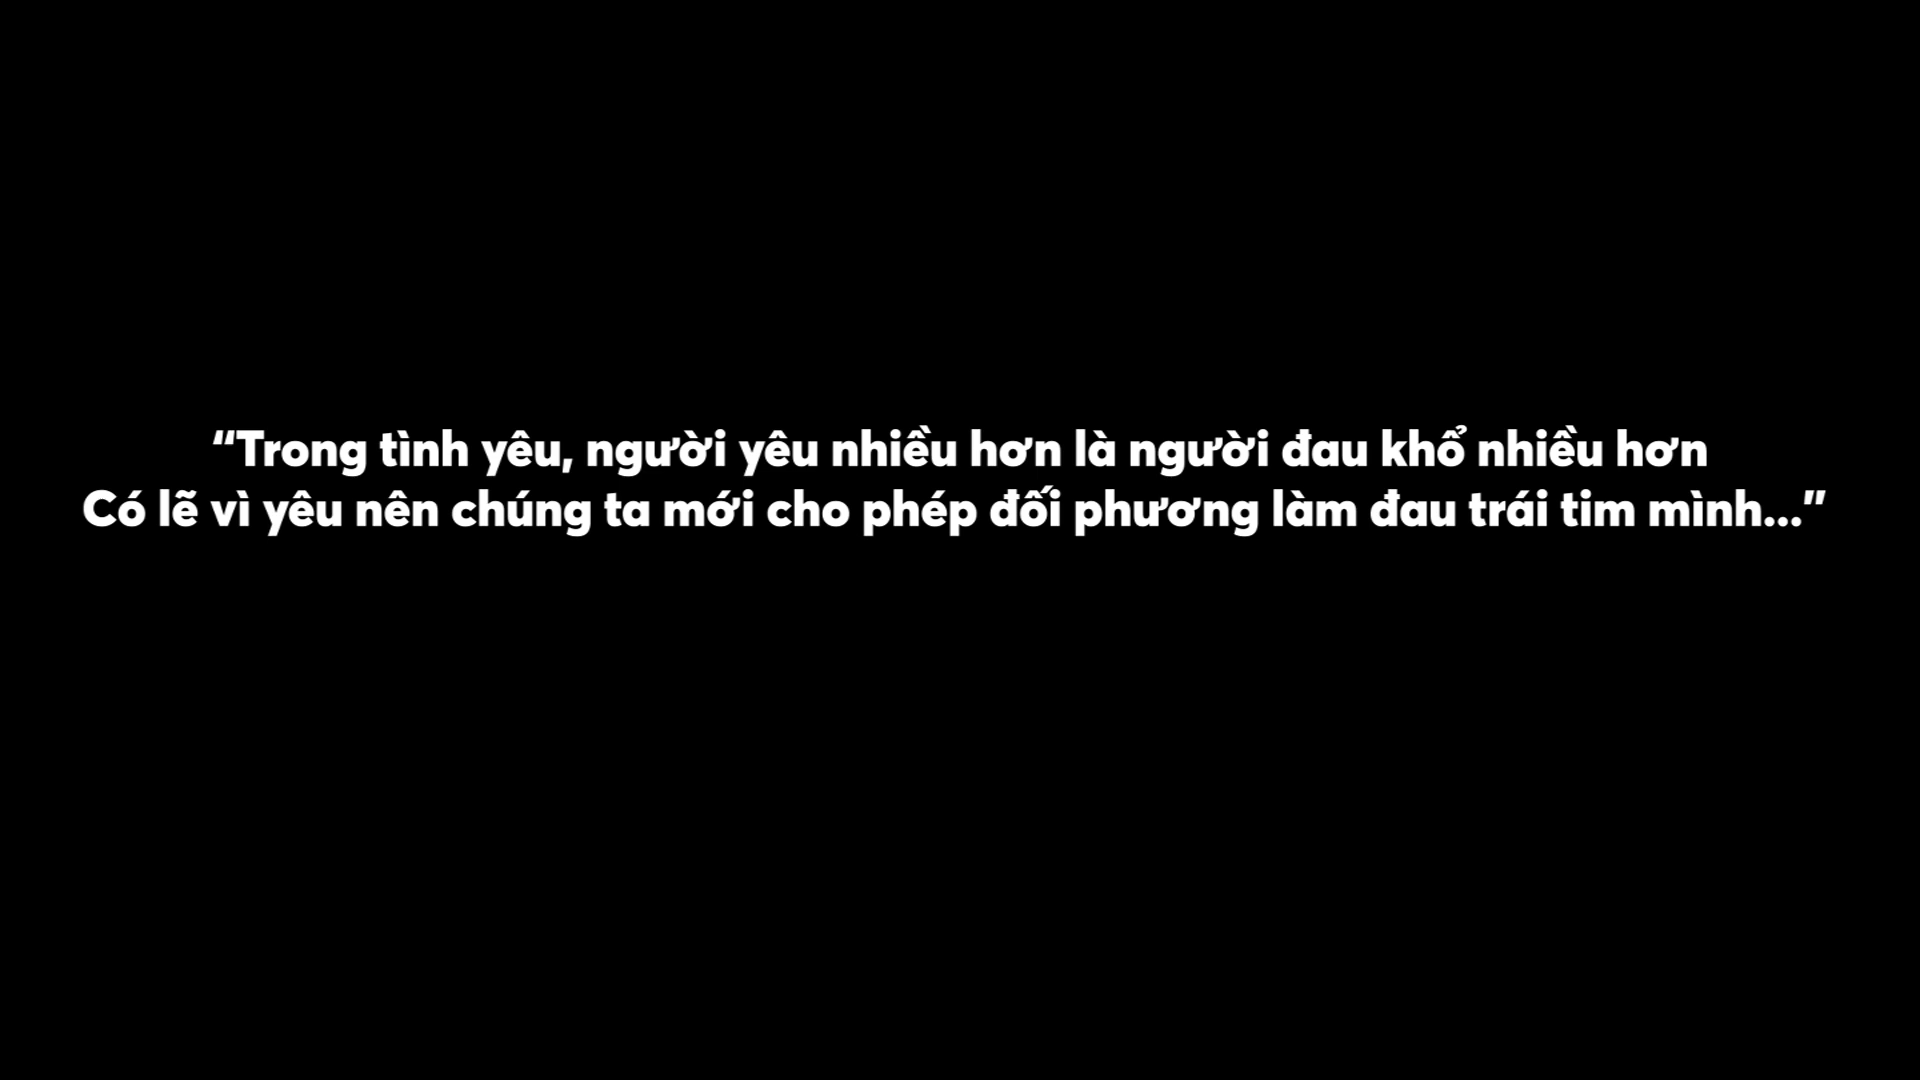 “Trong tình yêu, người yêu nhiều hơn là người đau khổ nhiều hơn
Có lẽ vì yêu nên chúng ta mới cho phép đối phương làm đau trái tim mình...”